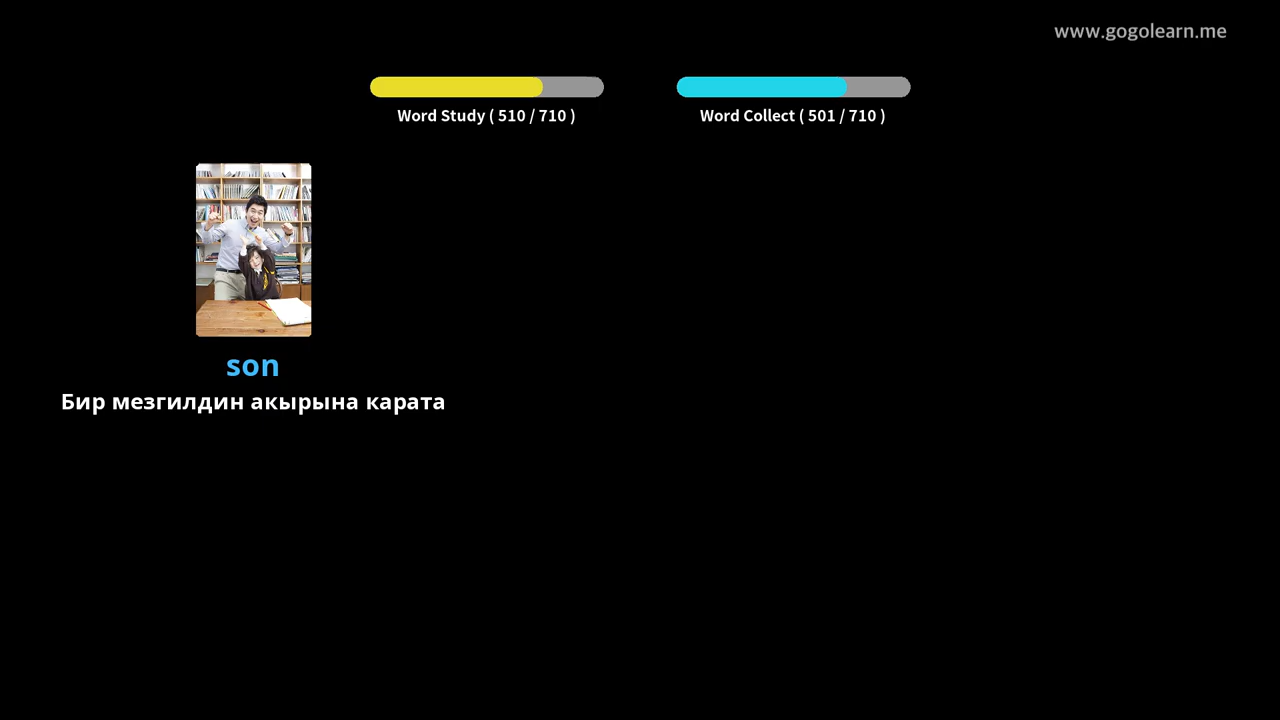 www.gogolearn.me
Word Study ( 510 / 710 )
Word Collect ( 501 / 710 )
son
Бир мезгилдин акырына карата